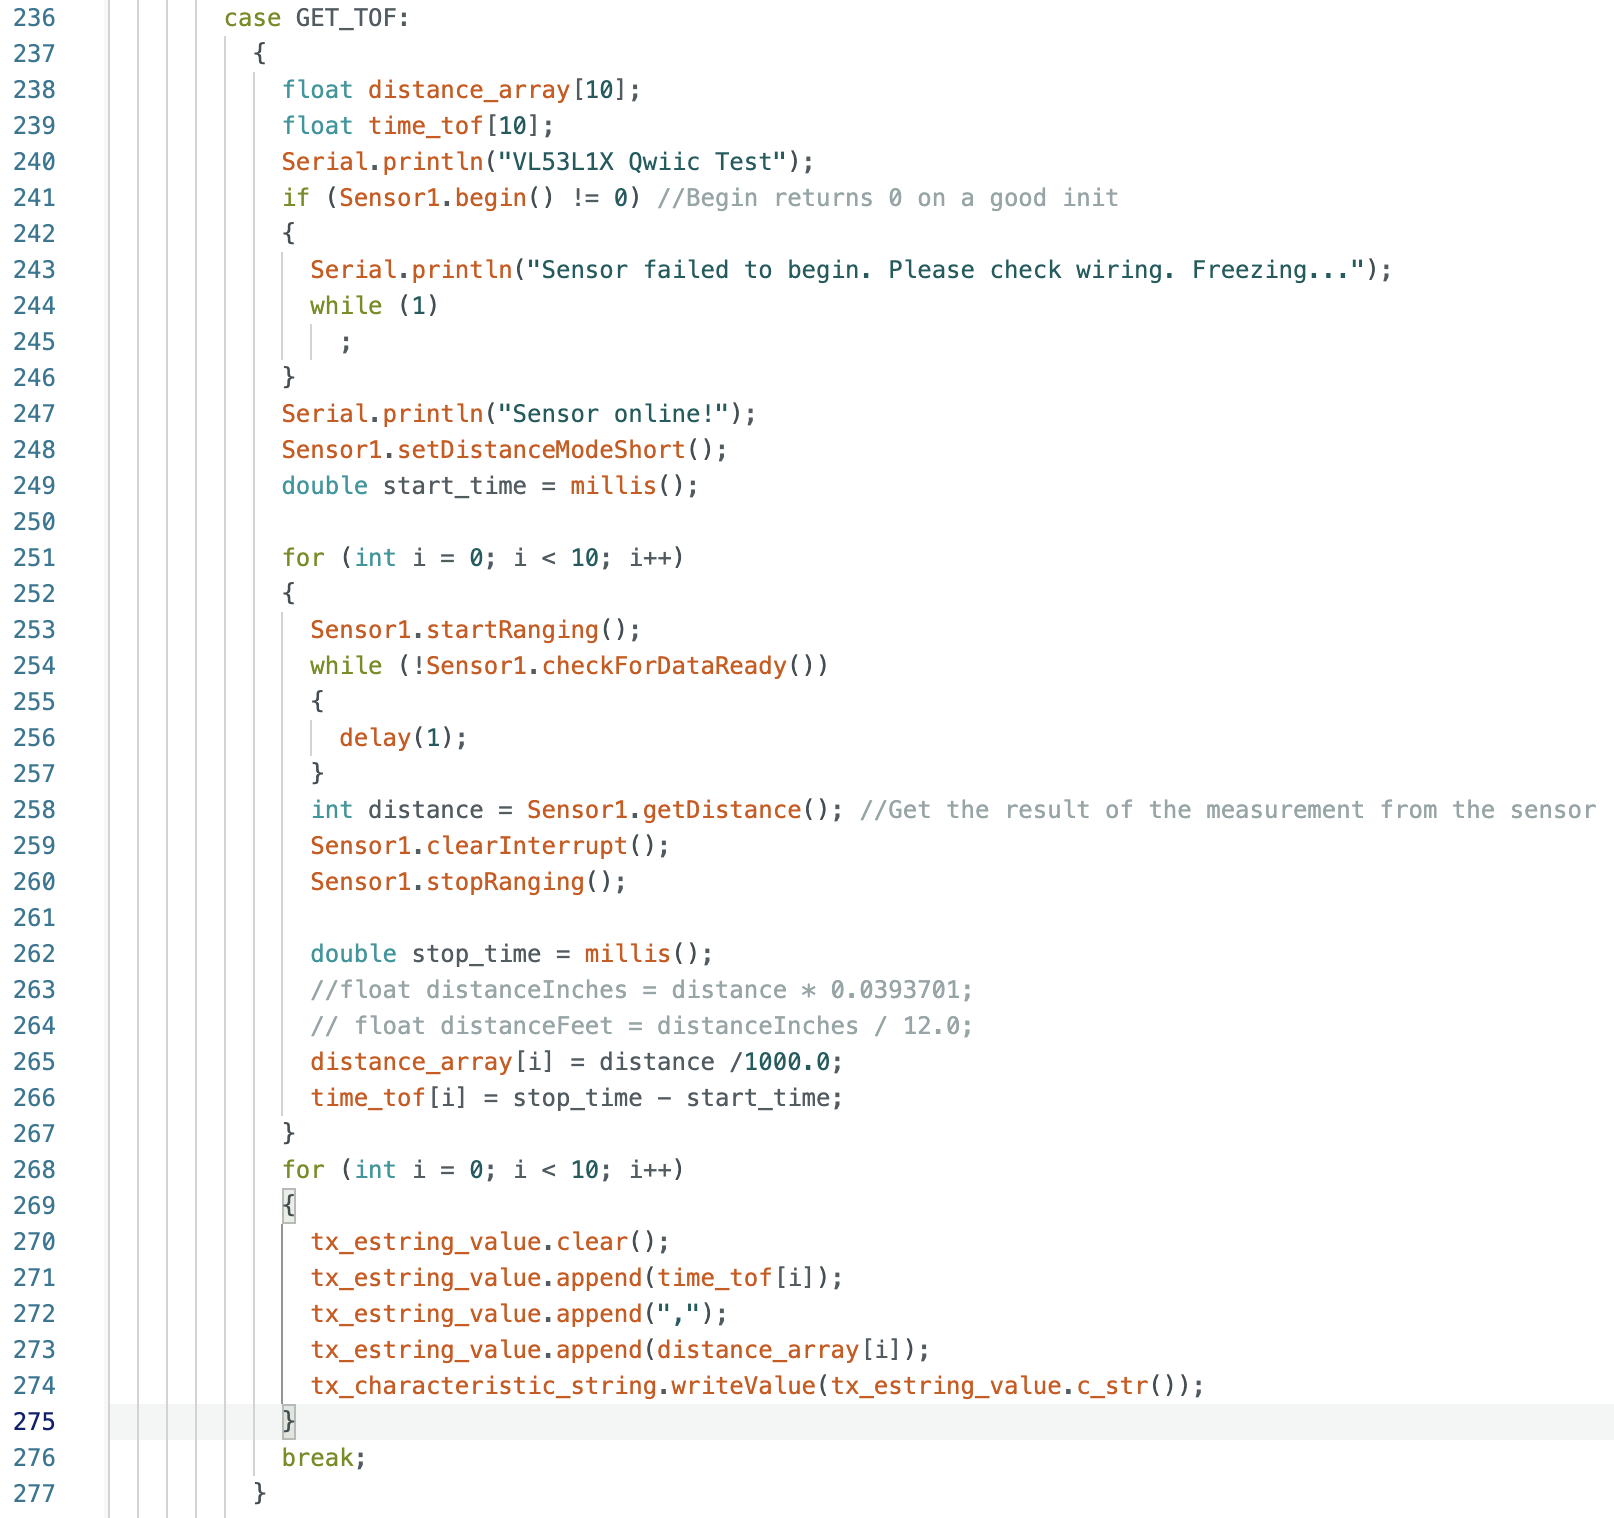 236 case GET_TOF:
237 {
238 float distance_array[10];
239 float time_tof[10];
240 Serial.println("VL53L1X Qwiic Test");
241 if (Sensor1.begin() != 0) //Begin returns 0 on a good init
242 {
243 Serial.println("Sensor failed to begin. Please check wiring. Freezing...");
244 while (1)
245 ;
246 }
247 Serial.println("Sensor online!");
248 Sensor1.setDistanceModeShort();
249 double start_time = millis();
250
251 for (int i = 0; i < 10; i++)
252 {
253 Sensor1.startRanging();
254 while (!Sensor1.checkForDataReady())
255 {
256 delay(1);
257 }
258 int distance = Sensor1.getDistance(); //Get the result of the measurement from the sensor
259 Sensor1.clearInterrupt();
260 Sensor1.stopRanging();
261
262 double stop_time = millis();
263 //float distanceInches = distance * 0.0393701;
264 // float distanceFeet = distanceInches / 12.0;
265 distance_array[i] = distance /1000.0;
266 time_tof[i] = stop_time - start_time;
267 }
268 for (int i = 0; i < 10; i++)
269 {
270 tx_estring_value.clear();
271 tx_estring_value.append(time_tof[i]);
272 tx_estring_value.append(",");
273 tx_estring_value.append(distance_array[i]);
274 tx_characteristic_string.writeValue(tx_estring_value.c_str());
275 }
276 break;
277 }